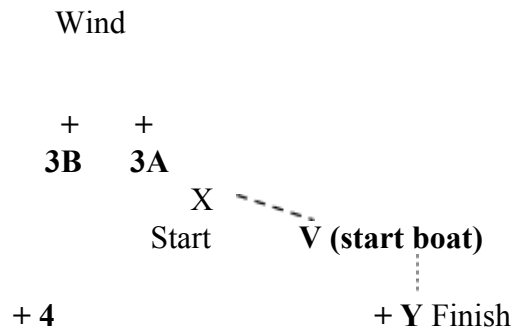 Wind
+ +
3B 3A
X
Start V (start boat)
+ 4 + Y Finish